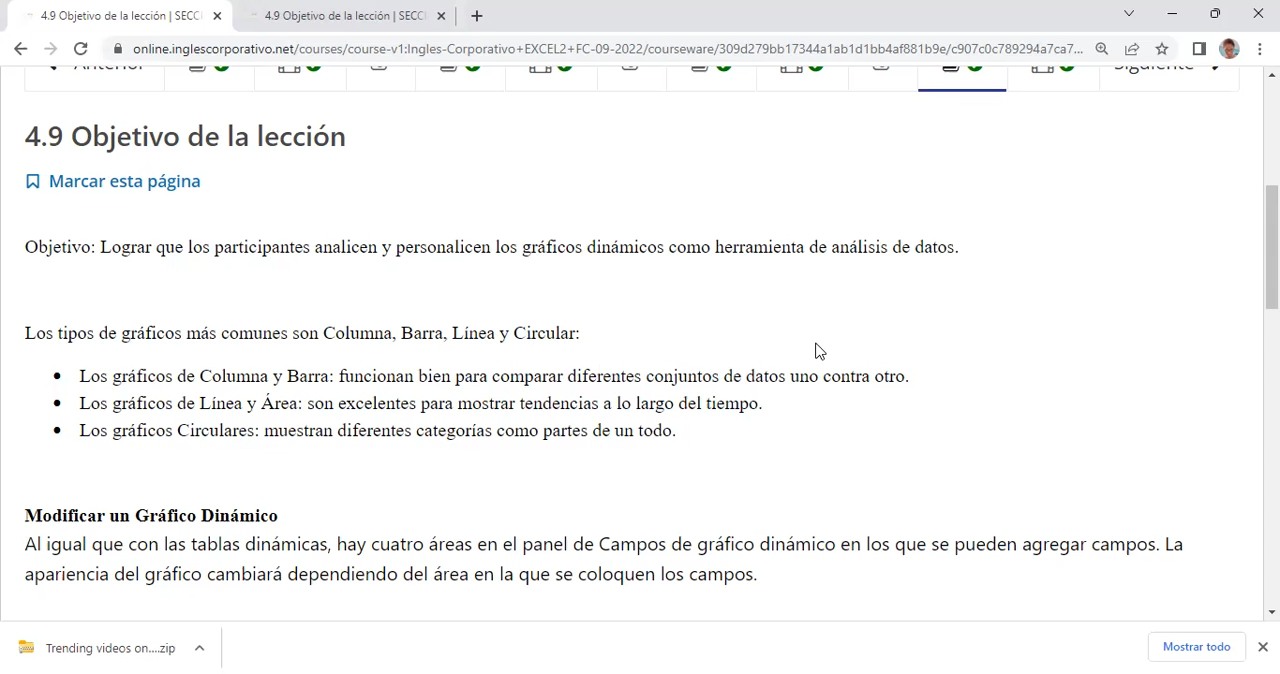 4.9 Objetivo de la lección | SECCI
4.9 Objetivo de la lección | SECCI
online.inglescorporativo.net/courses/course-v1:Ingles-Corporativo+EXCEL2+FC-09-2022/courseware/309d279bb17344a1ab1d1bb4af881b9e/c907c0c789294a7ca7...
Anterior
Siguiente
4.9 Objetivo de la lección
Marcar esta página
Objetivo: Lograr que los participantes analicen y personalicen los gráficos dinámicos como herramienta de análisis de datos.
Los tipos de gráficos más comunes son Columna, Barra, Línea y Circular:
• Los gráficos de Columna y Barra: funcionan bien para comparar diferentes conjuntos de datos uno contra otro.
• Los gráficos de Línea y Área: son excelentes para mostrar tendencias a lo largo del tiempo.
• Los gráficos Circulares: muestran diferentes categorías como partes de un todo.
Modificar un Gráfico Dinámico
Al igual que con las tablas dinámicas, hay cuatro áreas en el panel de Campos de gráfico dinámico en los que se pueden agregar campos. La
apariencia del gráfico cambiará dependiendo del área en la que se coloquen los campos.
Trending videos on....zip
Mostrar todo